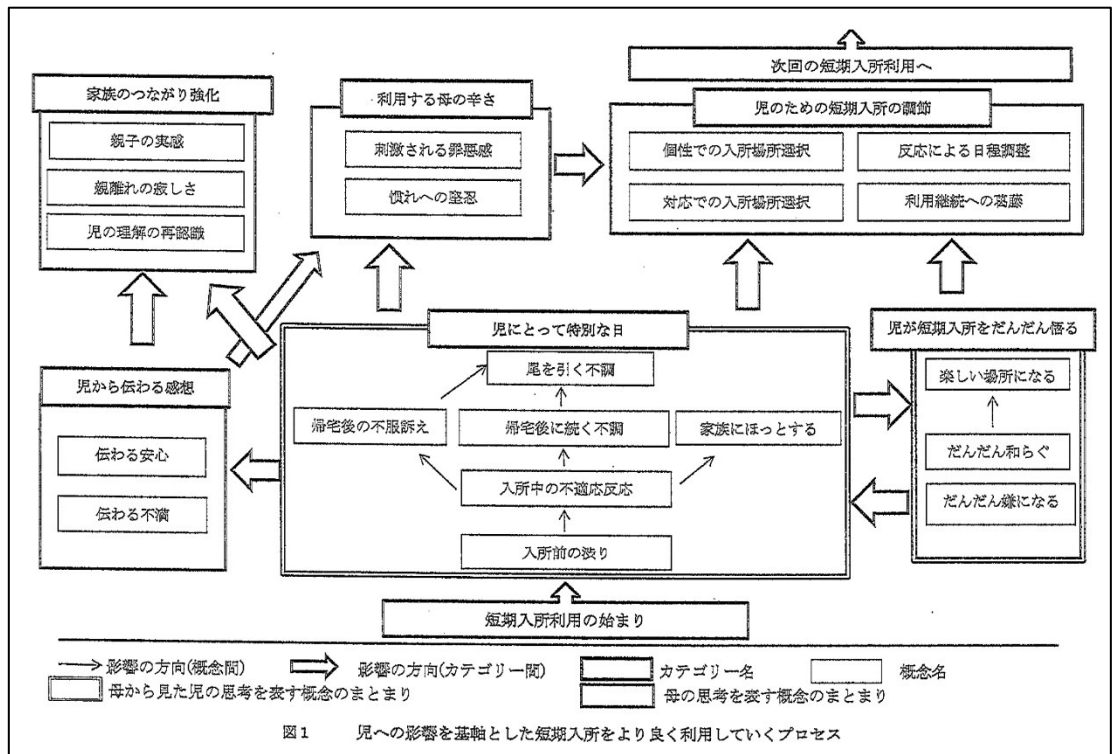 次回の短期入所利用へ
家族のつながり強化
親子の実感
親離れの寂しさ
児の理解の再認識
利用する母の辛さ
刺激される罪悪感
慣れへの堅忍
児のための短期入所の調節
個性での入所場所選択
反応による日程調整
対応での入所場所選択
利用継続への葛藤
児から伝わる感想
伝わる安心
伝わる不満
児にとって特別な日
尾を引く不調
帰宅後の不服訴え
帰宅後に続く不調
家族にほっとする
入所中の不適応反応
入所前の渋り
児が短期入所をだんだん悟る
楽しい場所になる
だんだん和らぐ
だんだん嫌になる
短期入所利用の始まり
影響の方向(概念間)
影響の方向(カテゴリー間)
カテゴリー名
概念名
母から見た児の思考を表す概念のまとまり
母の思考を表す概念のまとまり
図1 児への影響を基軸とした短期入所をより良く利用していくプロセス